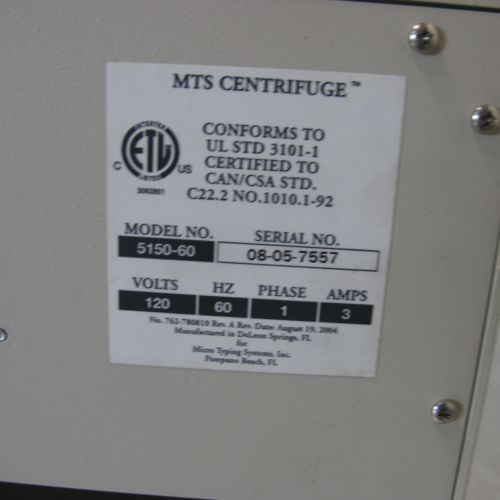 MTS CENTRIFUGE™
INTERTEK
ETL
LISTED
C US
3062851
CONFORMS TO
UL STD 3101-1
CERTIFIED TO
CAN/CSA STD.
C22.2 NO.1010.1-92
MODEL NO. SERIAL NO.
5150-60 08-05-7557
VOLTS HZ PHASE AMPS
120 60 1 3
No. 762-780810 Rev. A Rev. Date: August 19, 2004
Manufactured in DeLeon Springs, FL
for
Micro Typing Systems, Inc.
Pompano Beach, FL